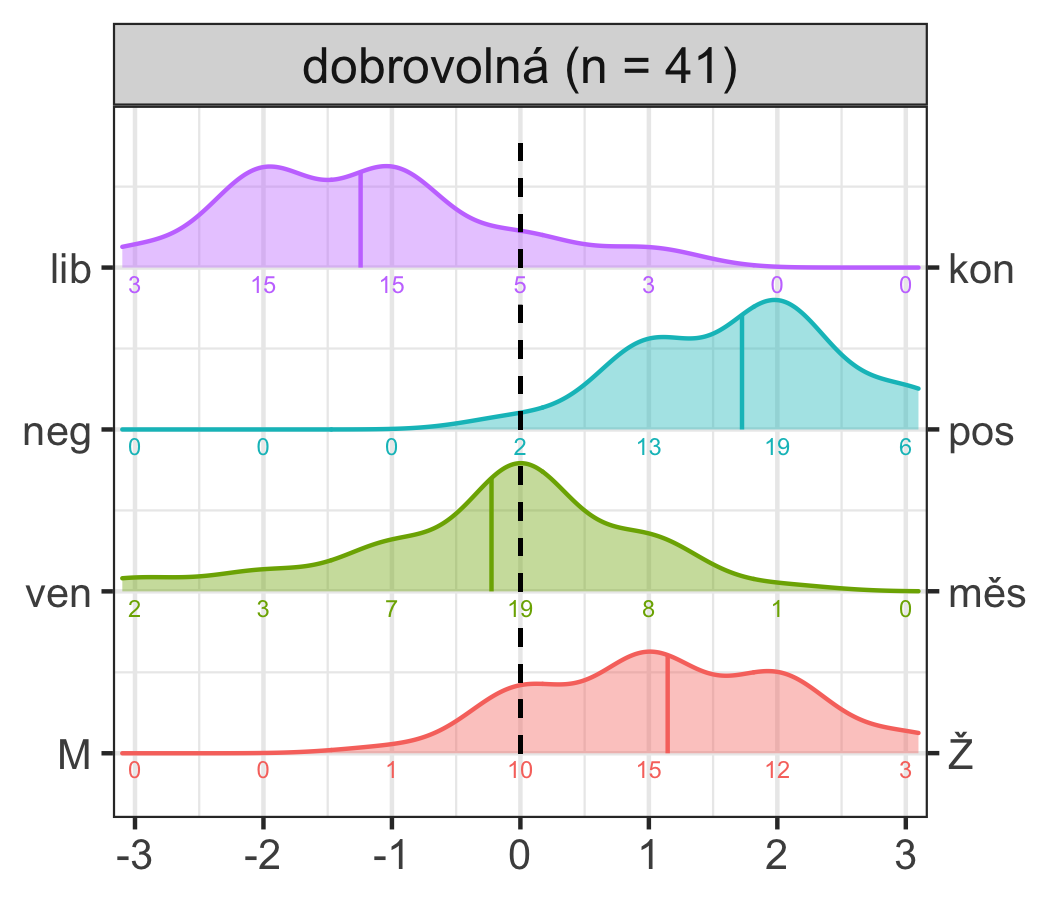 dobrovolná (n = 41)
lib kon
3 15 15 5 3 0 0
neg pos
0 0 0 2 13 19 6
ven měs
2 3 7 19 8 1 0
M Ž
0 0 1 10 15 12 3
-3 -2 -1 0 1 2 3